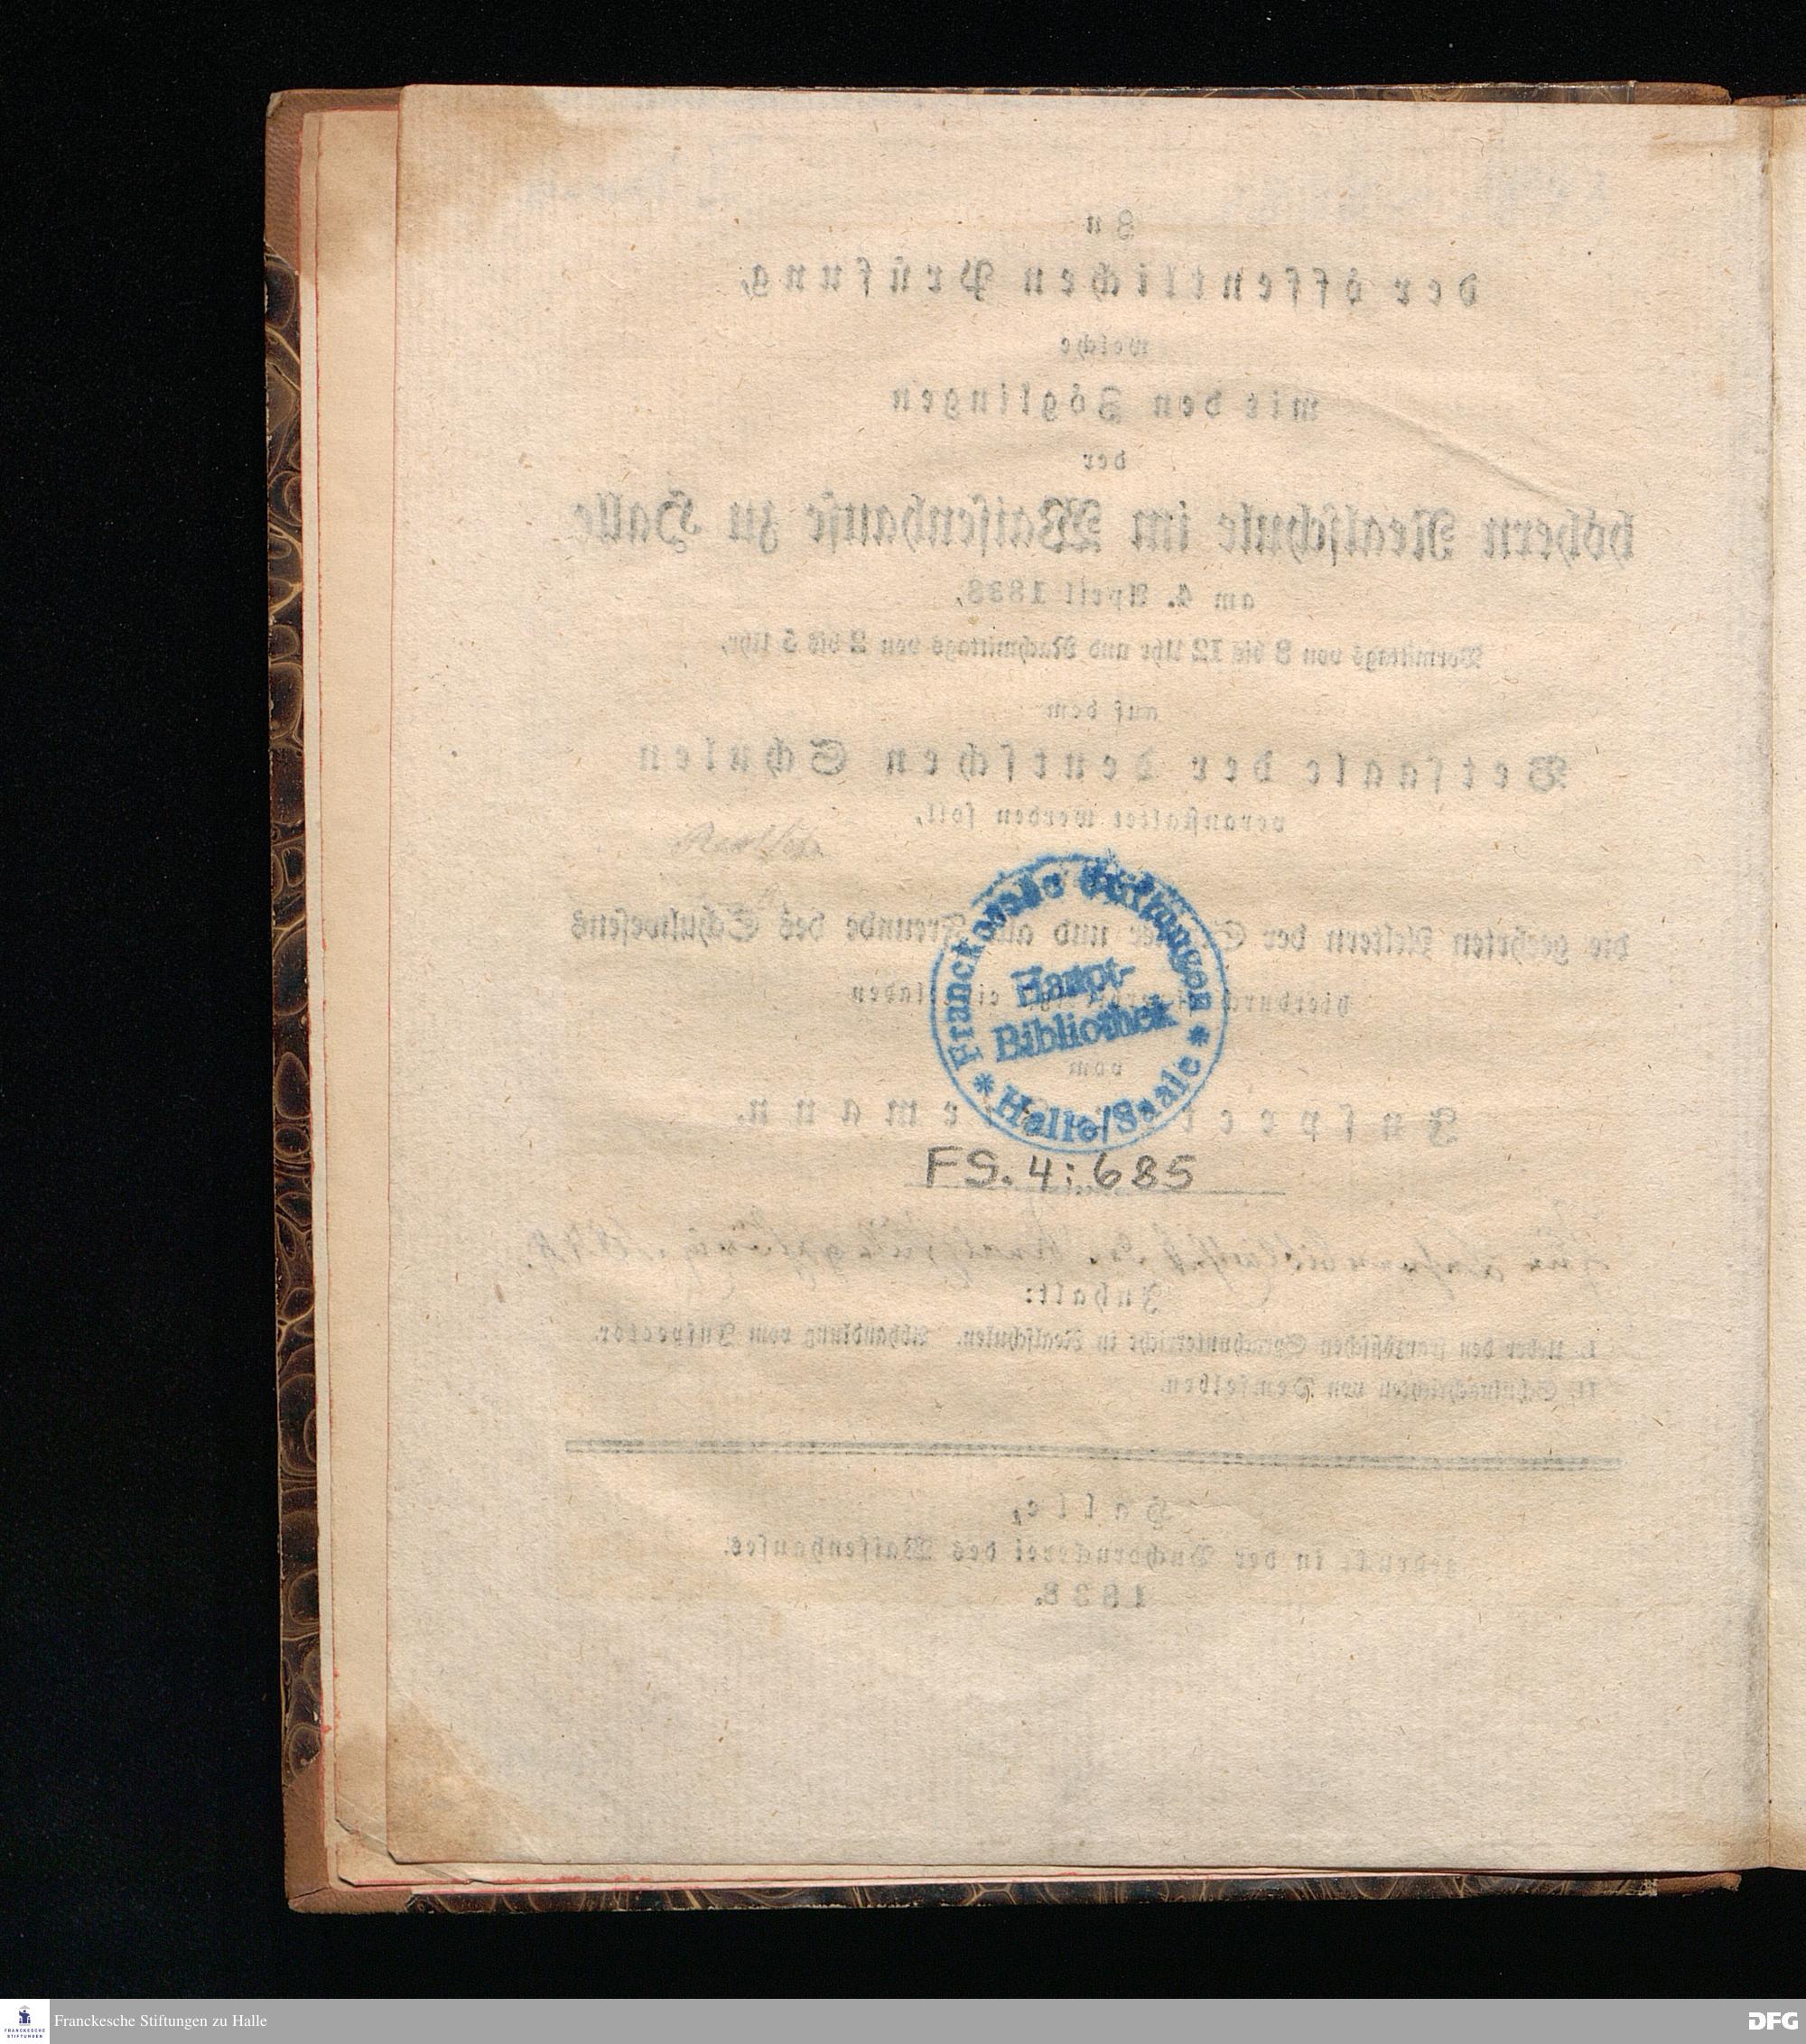 Zu
der öffentlichen Prüfung,
welche
mit den Zöglingen
der
höhern Realschule im Waisenhause zu Halle
am 4. April 1838,
Vormittags von 8 bis 12 Uhr und Nachmittags von 2 bis 5 Uhr,
auf dem
Betsaale der deutschen Schulen
veranstaltet werden soll,
die geehrten Aeltern der und Freunde des Schulwesens
vom
Inhalt:
I. Ueber den französischen Sprachunterricht in Realschulen. Abhandlung vom Inspector.
II. Schulnachrichten von Demselben.
Halle,
gedruckt in der Buchdruckerei des Waisenhauses.
1838.
Franckesche Stiftungen
Haupt-
Bibliothek
* Halle/Saale *
FS. 4: 685
FRANCKESCHE
STIFTUNGEN
Franckesche Stiftungen zu Halle
DFG